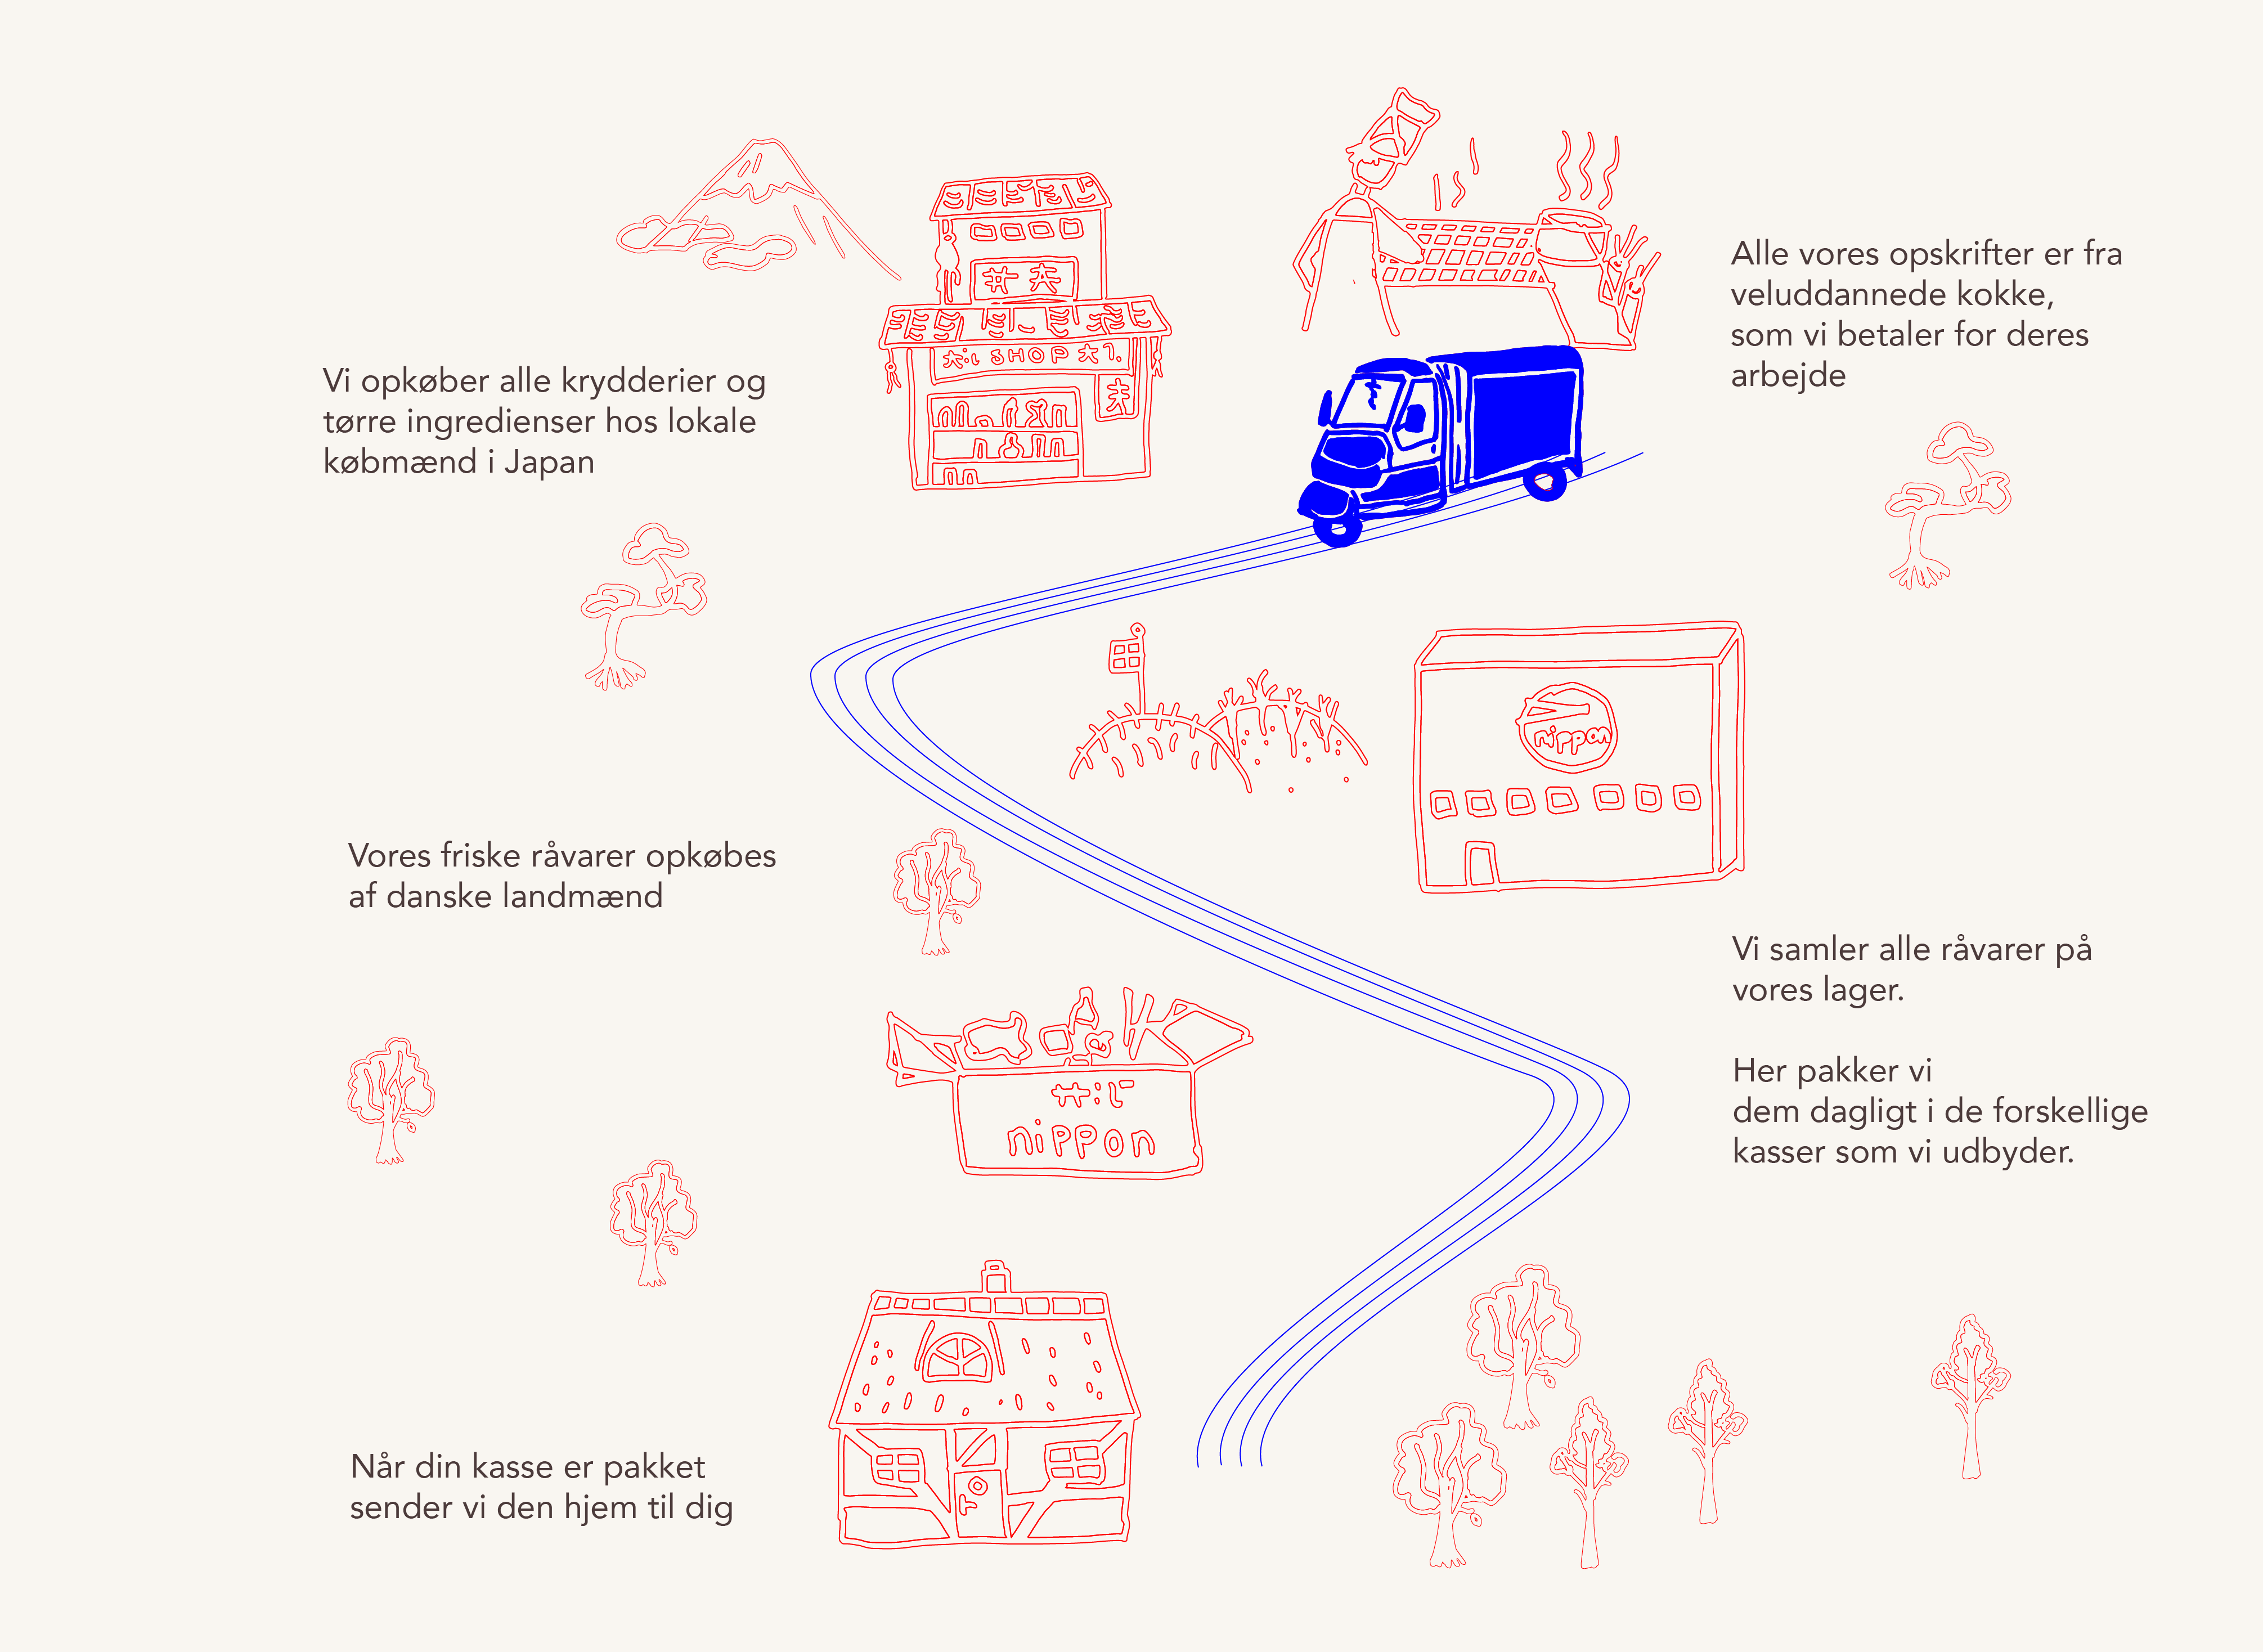 Vi opkøber alle krydderier og
tørre ingredienser hos lokale
købmænd i Japan
SHOP
Alle vores opskrifter er fra
veluddannede kokke,
som vi betaler for deres
arbejde
nippon
Vores friske råvarer opkøbes
af danske landmænd
Vi samler alle råvarer på
vores lager.
Her pakker vi
dem dagligt i de forskellige
kasser som vi udbyder.
nippon
Når din kasse er pakket
sender vi den hjem til dig